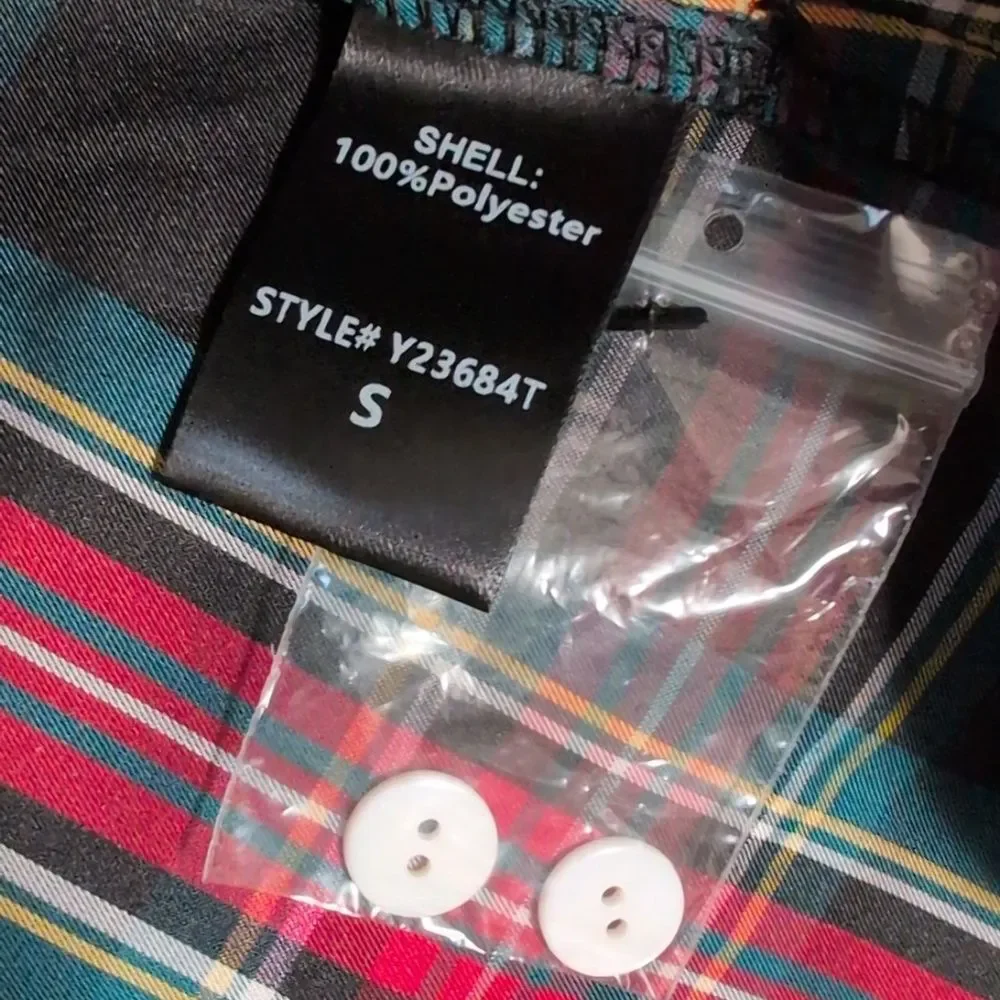 SHELL:
100%Polyester
STYLE# Y23684T
S